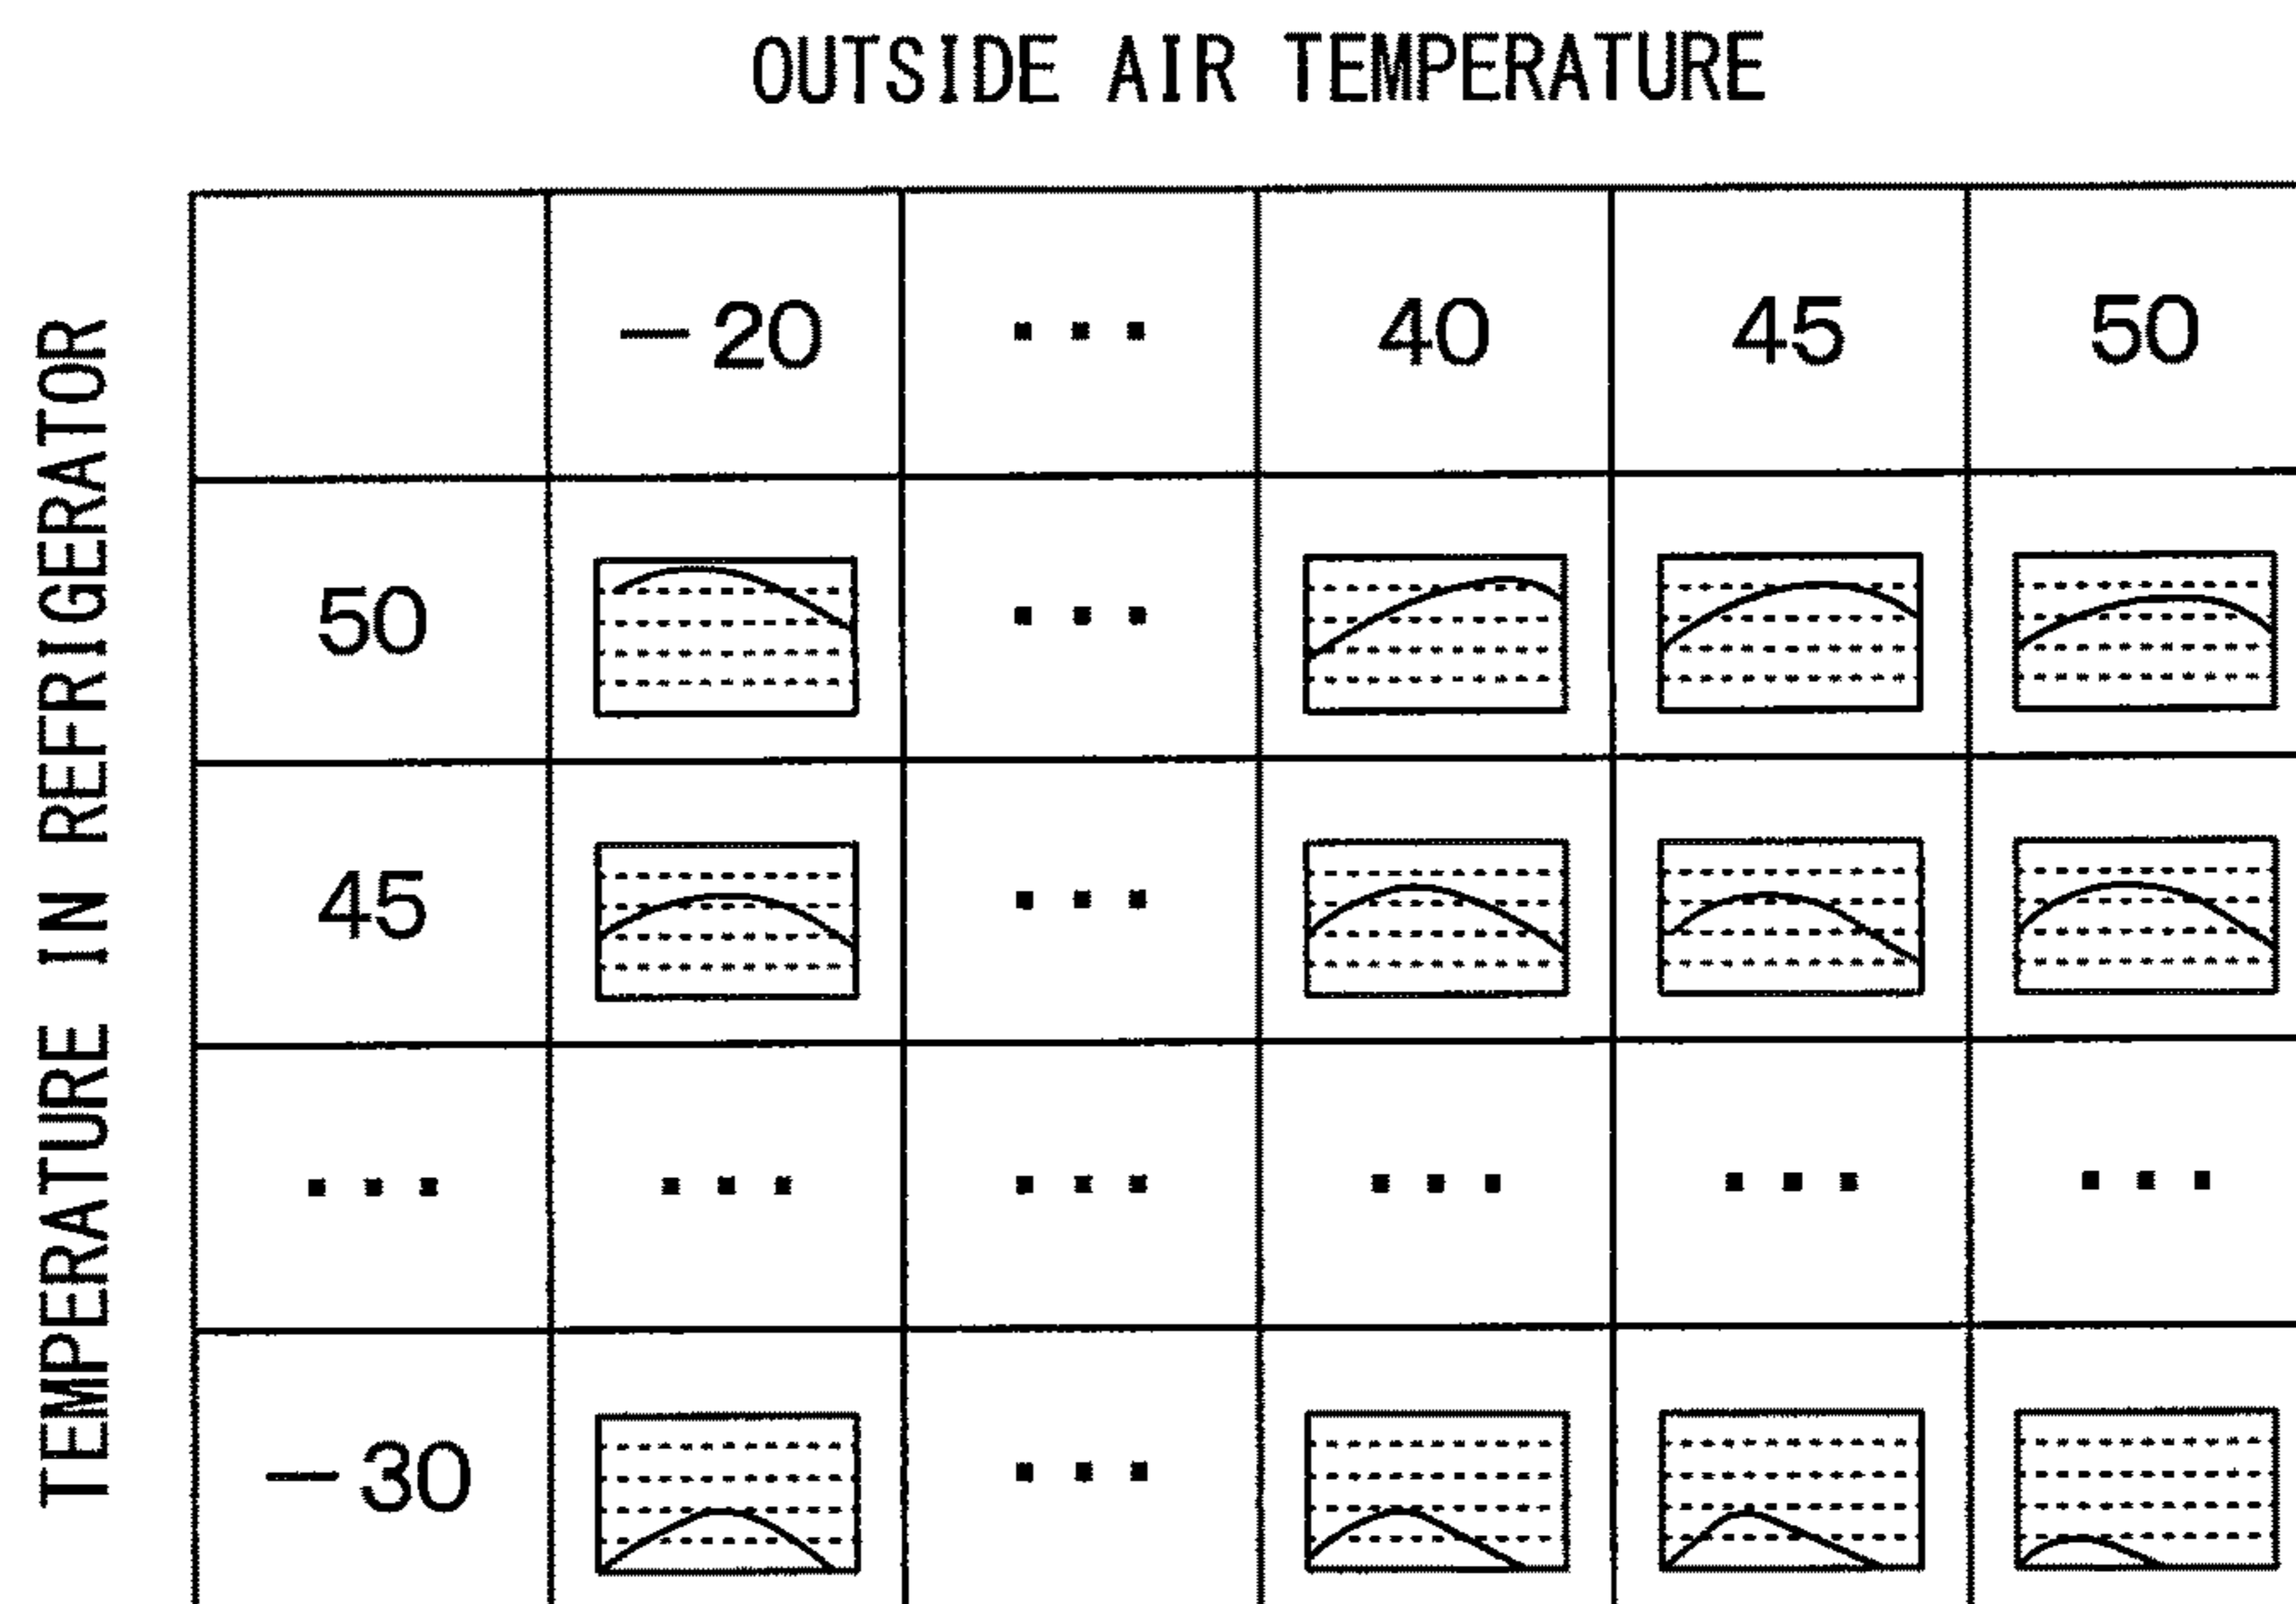 OUTSIDE AIR TEMPERATURE
TEMPERATURE IN REFRIGERATOR
－20 ▪▪▪ 40 45 50
50 ▪▪▪
45 ▪▪▪
▪▪▪ ▪▪▪ ▪▪▪ ▪▪▪ ▪▪▪ ▪▪▪
－30 ▪▪▪